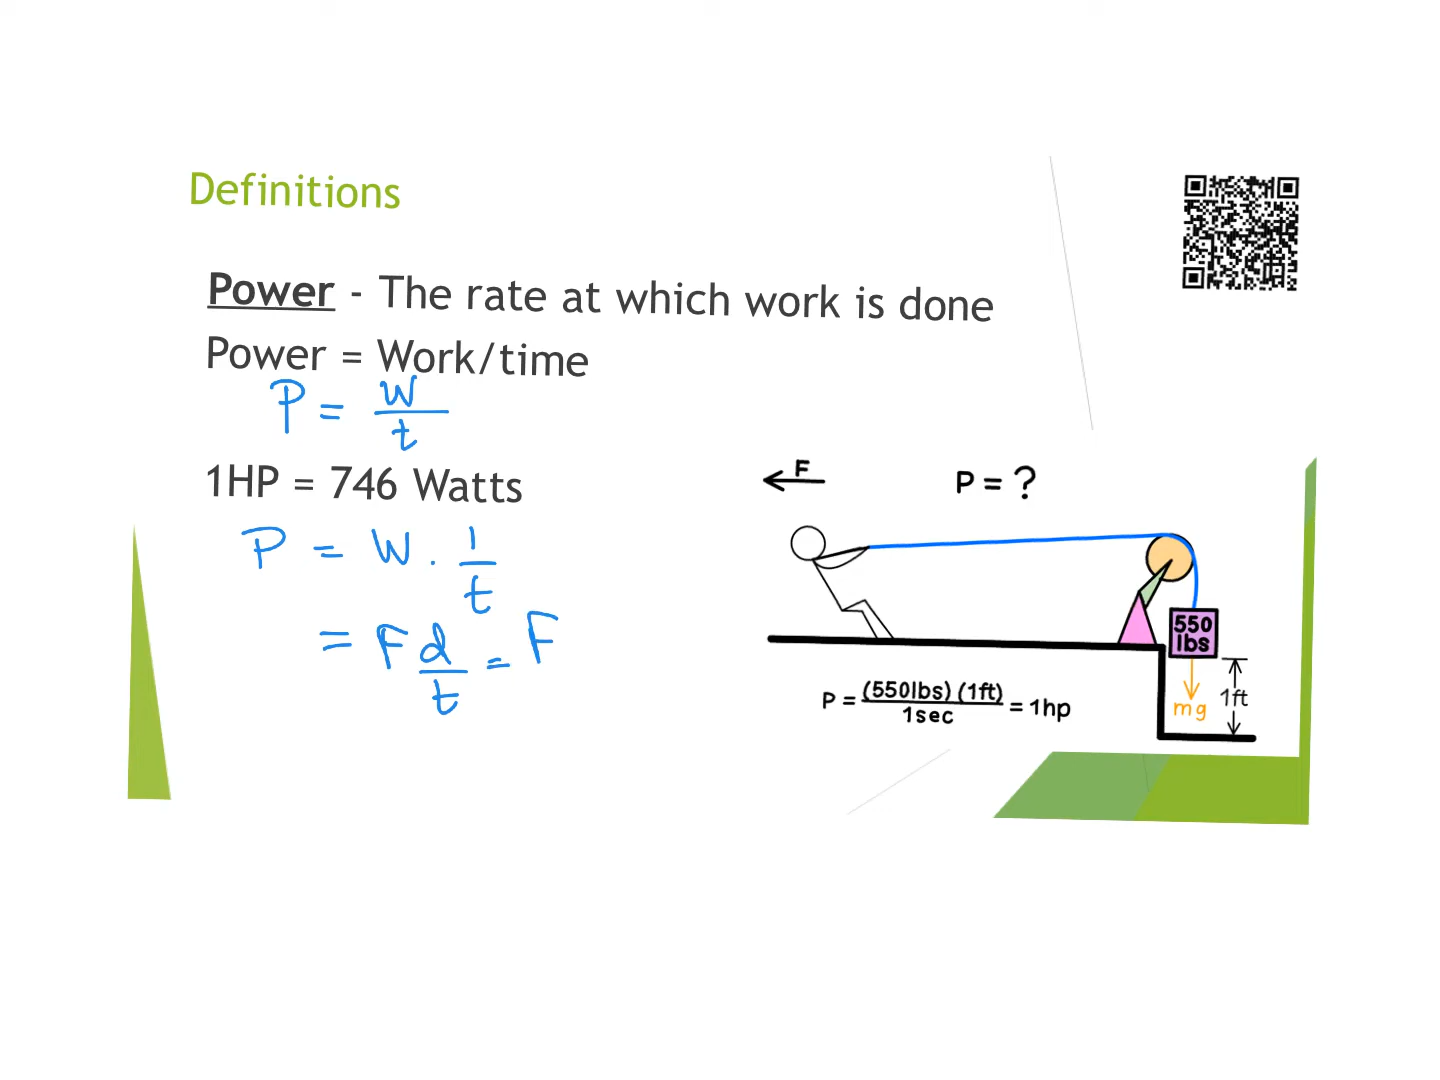 Definitions
Power - The rate at which work is done
Power = Work/time
P = W/t
1HP = 746 Watts
P = W . 1/t
= F d/t = F
F
P = ?
550
lbs
mg
1ft
P = (550lbs) (1ft)/1sec = 1hp